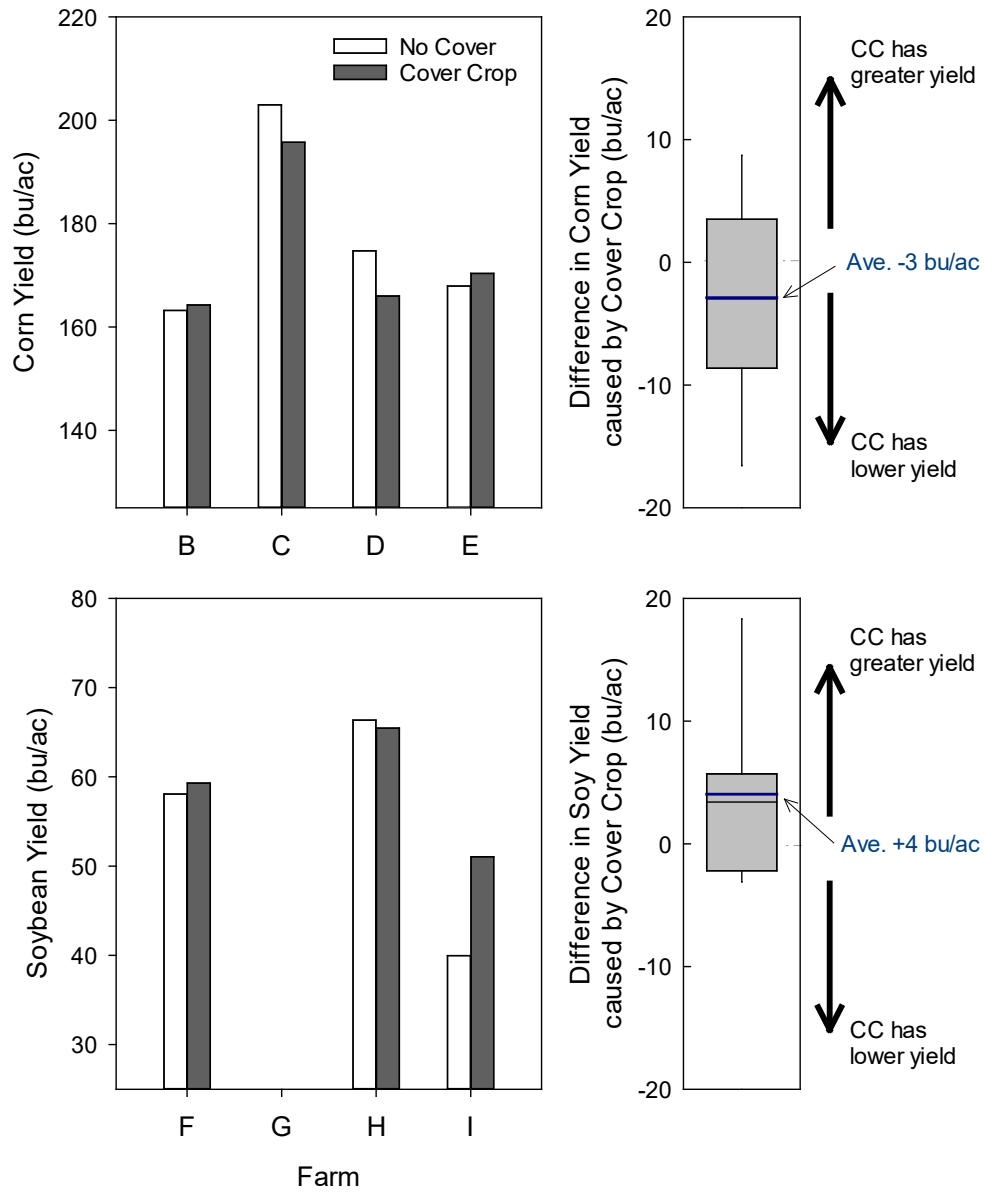 220
200
180
160
140
Corn Yield (bu/ac)
No Cover
Cover Crop
B C D E
20
10
0
-10
-20
Difference in Corn Yield
caused by Cover Crop (bu/ac)
CC has
greater yield
Ave. -3 bu/ac
CC has
lower yield
80
70
60
50
40
30
Soybean Yield (bu/ac)
F G H I
Farm
20
10
0
-10
-20
Difference in Soy Yield
caused by Cover Crop (bu/ac)
CC has
greater yield
Ave. +4 bu/ac
CC has
lower yield